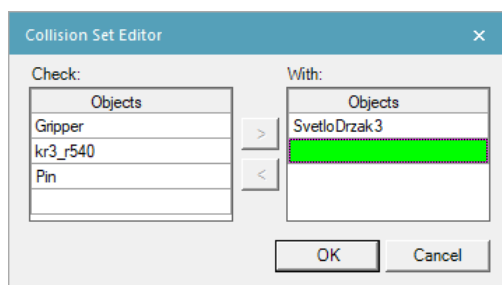 Collision Set Editor
Check:
With:
Objects
Objects
Gripper
SvetloDrzak3
kr3_r540
Pin
>
<
OK
Cancel